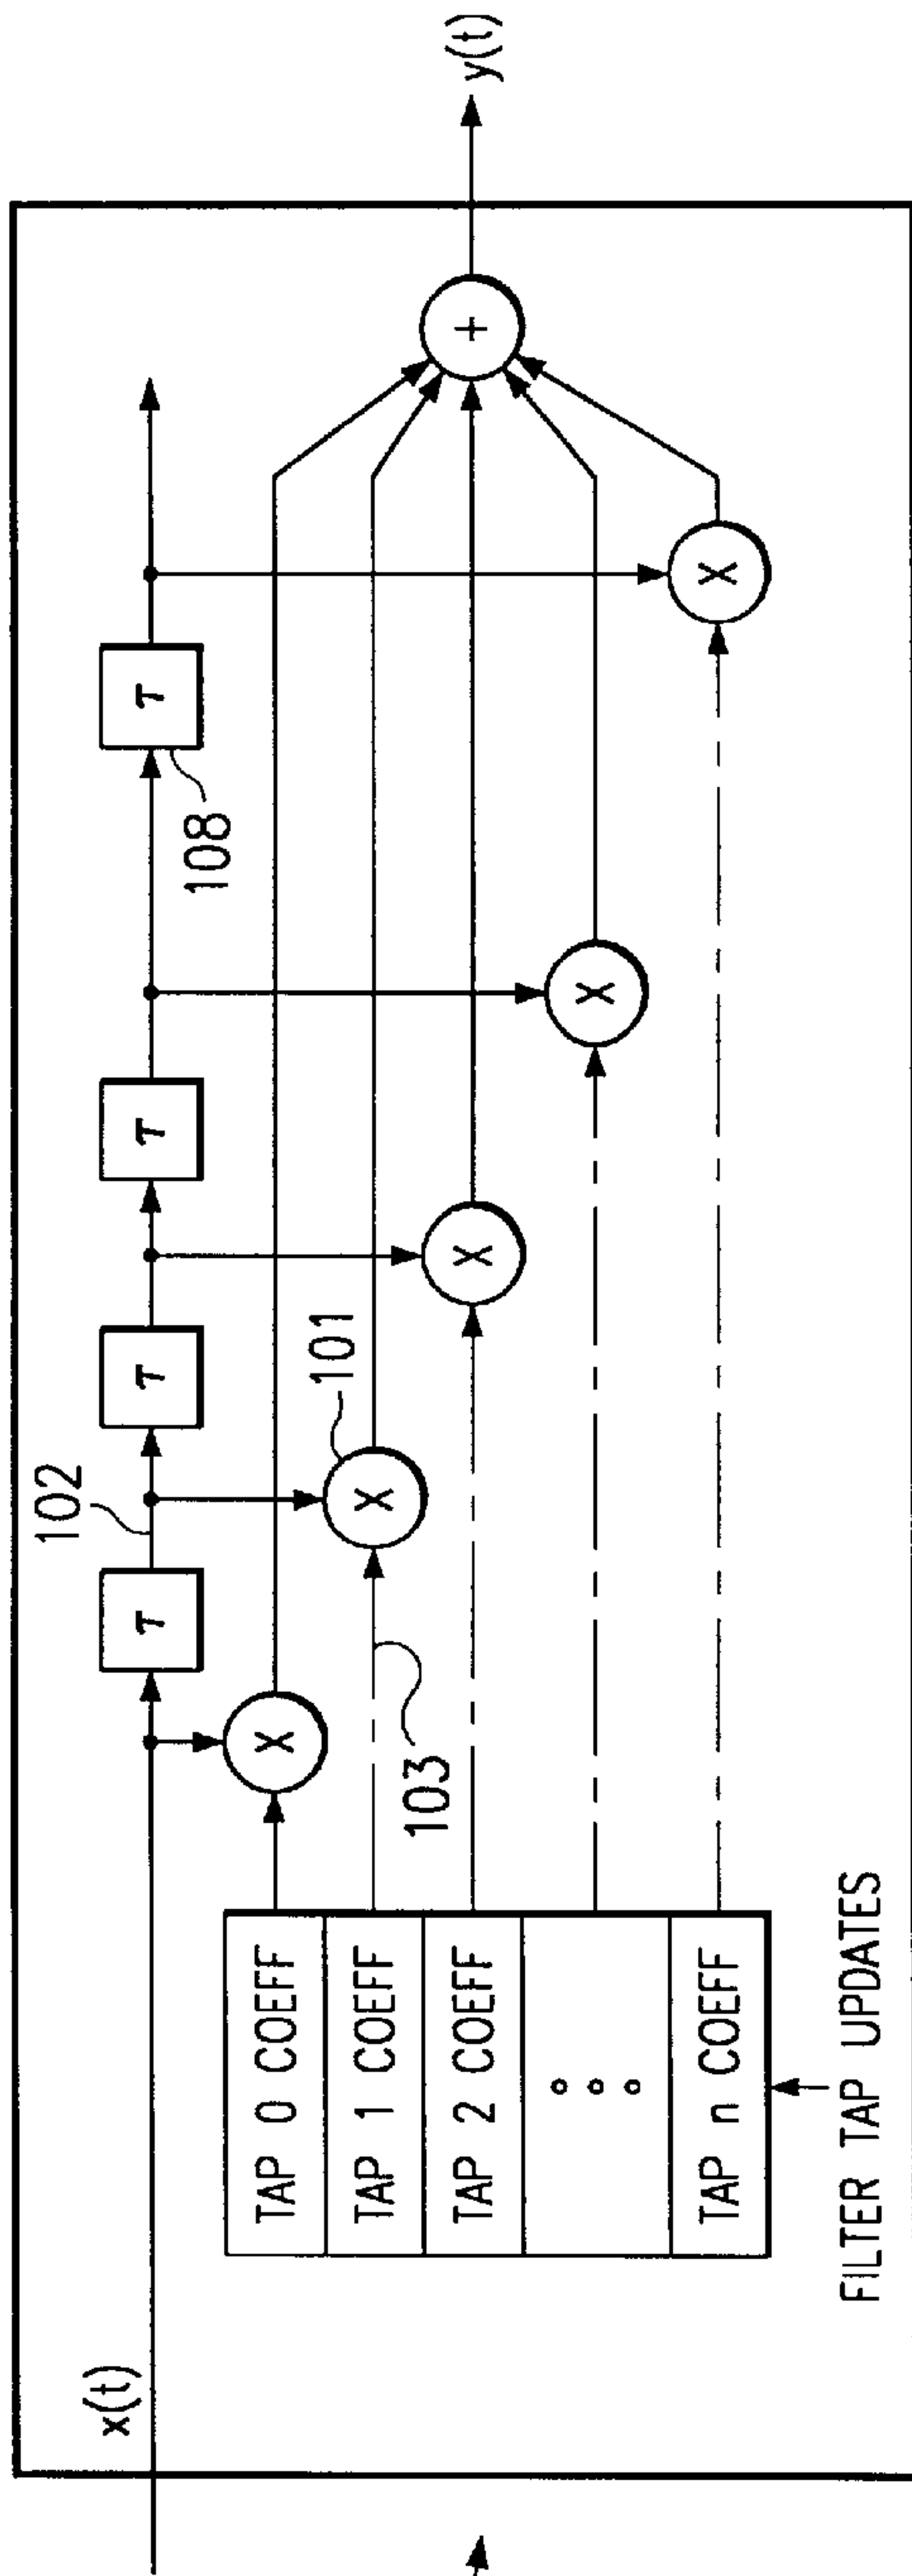 x(t)
102
τ
τ
τ
τ
108
y(t)
TAP 0 COEFF
X
TAP 1 COEFF
103
X
101
TAP 2 COEFF
X
+
X
TAP n COEFF
X
FILTER TAP UPDATES